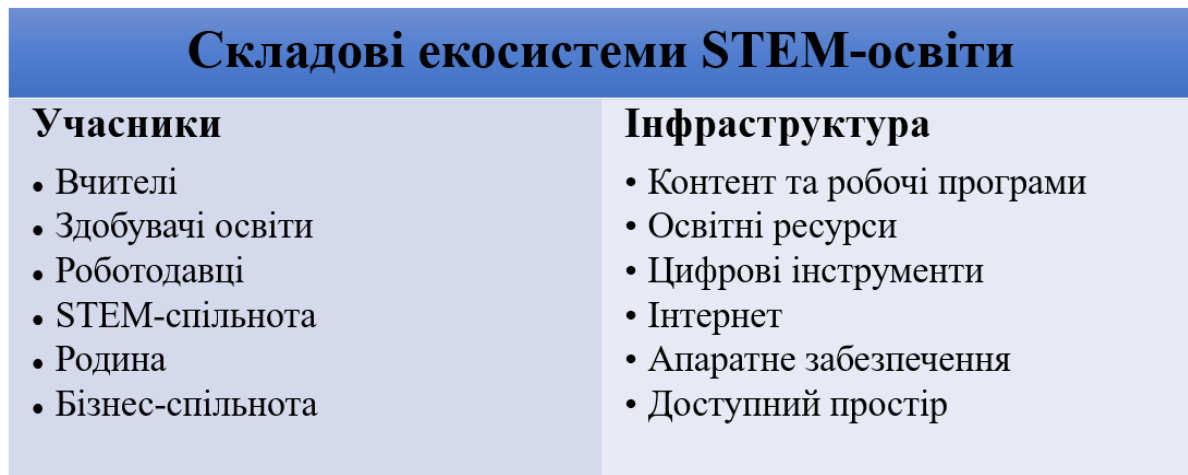 Складові екосистеми STEM-освіти
Учасники
• Вчителі
• Здобувачі освіти
• Роботодавці
• STEM-спільнота
• Родина
• Бізнес-спільнота
Інфраструктура
• Контент та робочі програми
• Освітні ресурси
• Цифрові інструменти
• Інтернет
• Апаратне забезпечення
• Доступний простір